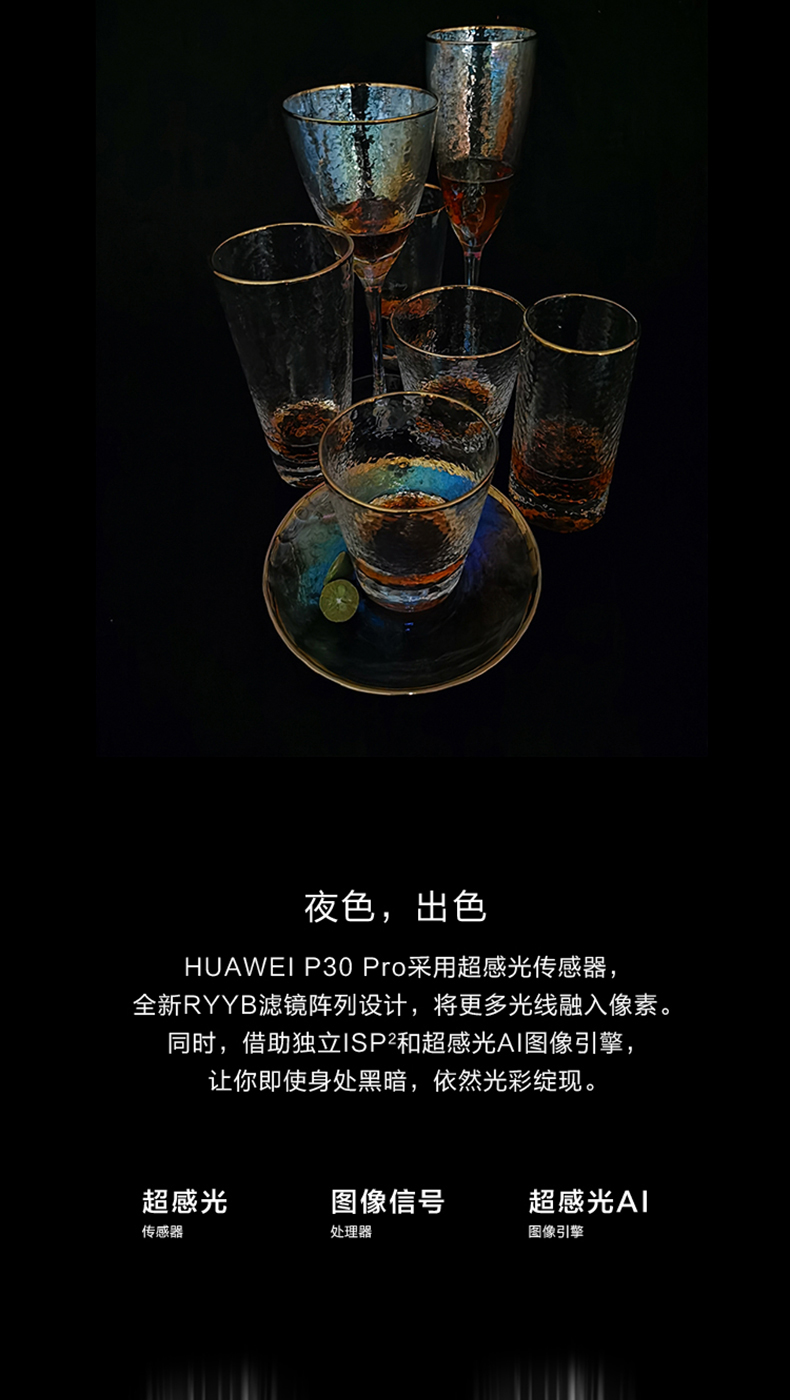 夜色，出色
HUAWEI P30 Pro采用超感光传感器，
全新RYYB滤镜阵列设计，将更多光线融入像素。
同时，借助独立ISP²和超感光AI图像引擎，
让你即使身处黑暗，依然光彩绽现。
超感光 图像信号 超感光AI
传感器 处理器 图像引擎